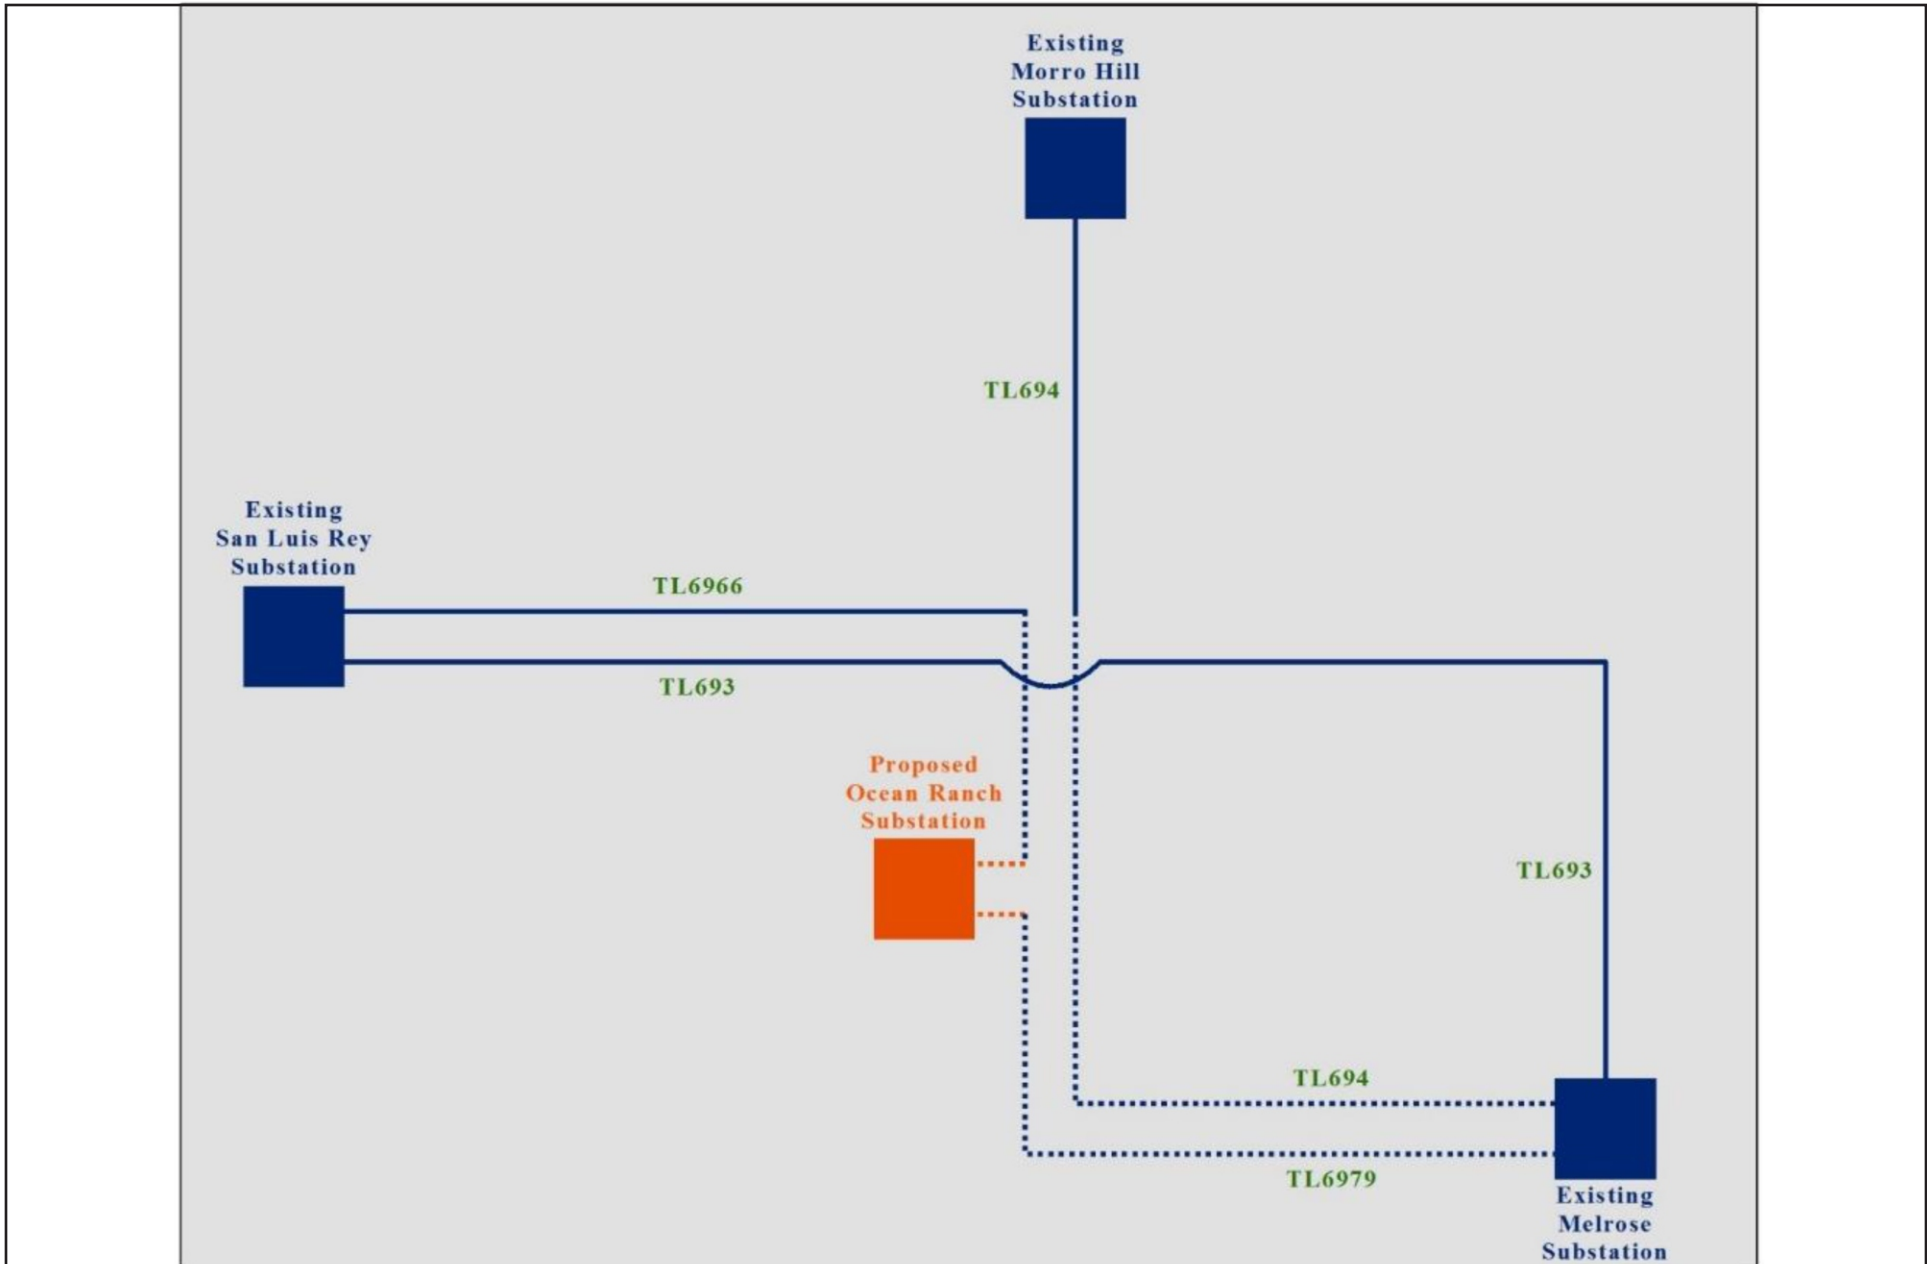 Existing
Morro Hill
Substation
TL694
Existing
San Luis Rey
Substation
TL6966
TL693
Proposed
Ocean Ranch
Substation
TL693
TL694
TL6979
Existing
Melrose
Substation